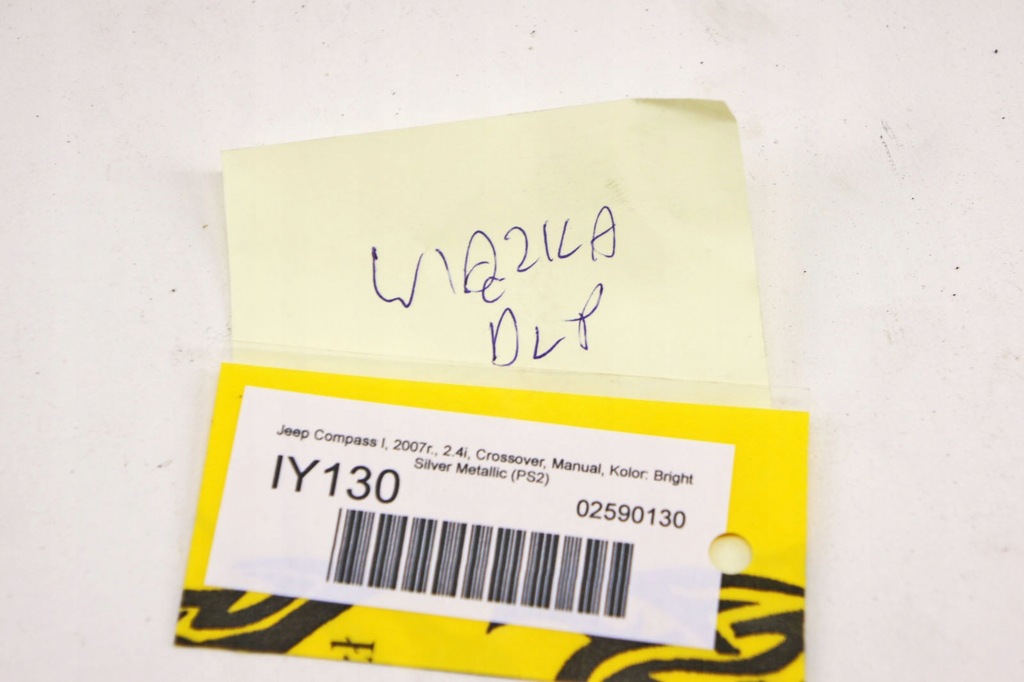 WIĄZKA
DLP
Jeep Compass I, 2007r., 2.4i, Crossover, Manual, Kolor: Bright
Silver Metallic (PS2)
IY130
02590130